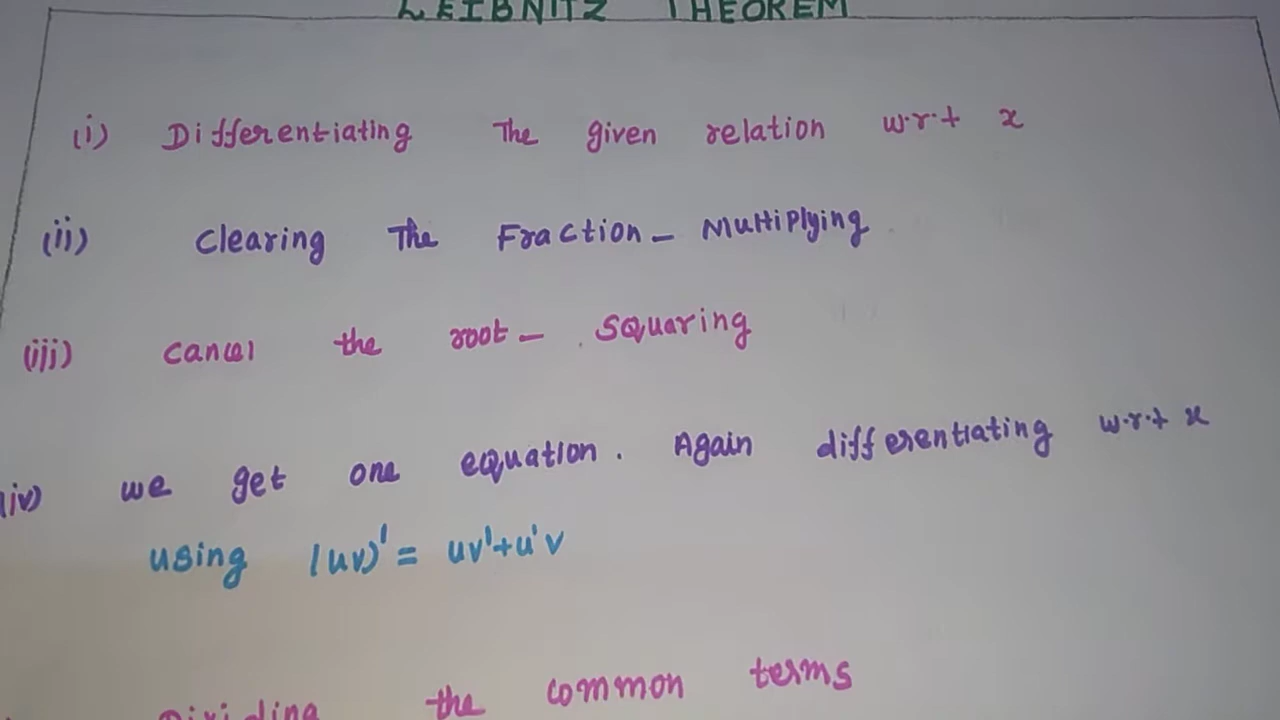 LEIBNITZ THEOREM
(i) Differentiating The given relation w.r.t x
(ii) Clearing The Fraction - Multiplying
(iii) cancel the root - squaring
(iv) we get one equation. Again differentiating w.r.t x
using (uv)' = uv'+u'v
Dividing the common terms